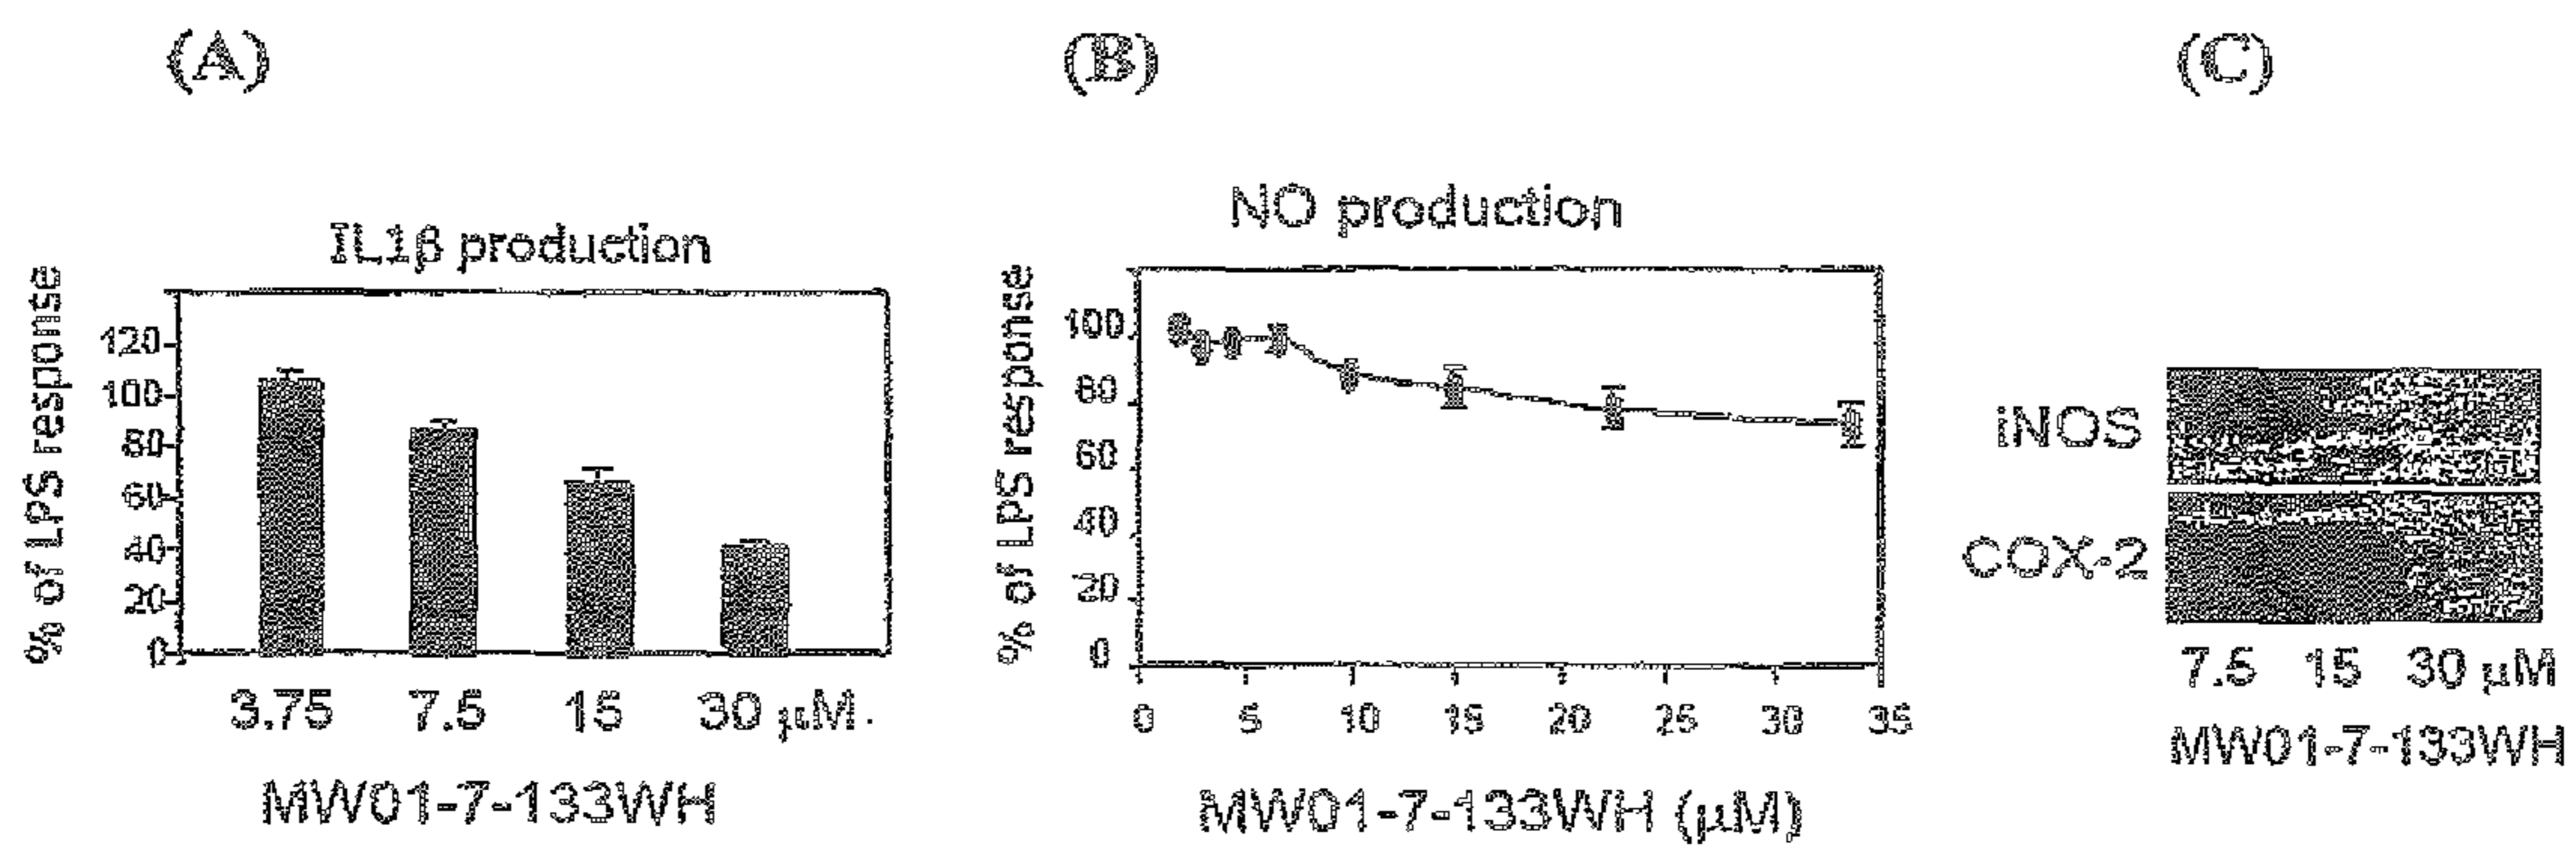 (A)
IL1β production
% of LPS response
120
100
80
60
40
20
0
3.75 7.5 15 30 μM.
MW01-7-133WH
(B)
NO production
% of LPS response
100
80
60
40
20
0
0 5 10 15 20 25 30 35
MW01-7-133WH (μM)
(C)
iNOS
COX-2
7.5 15 30 μM
MW01-7-133WH